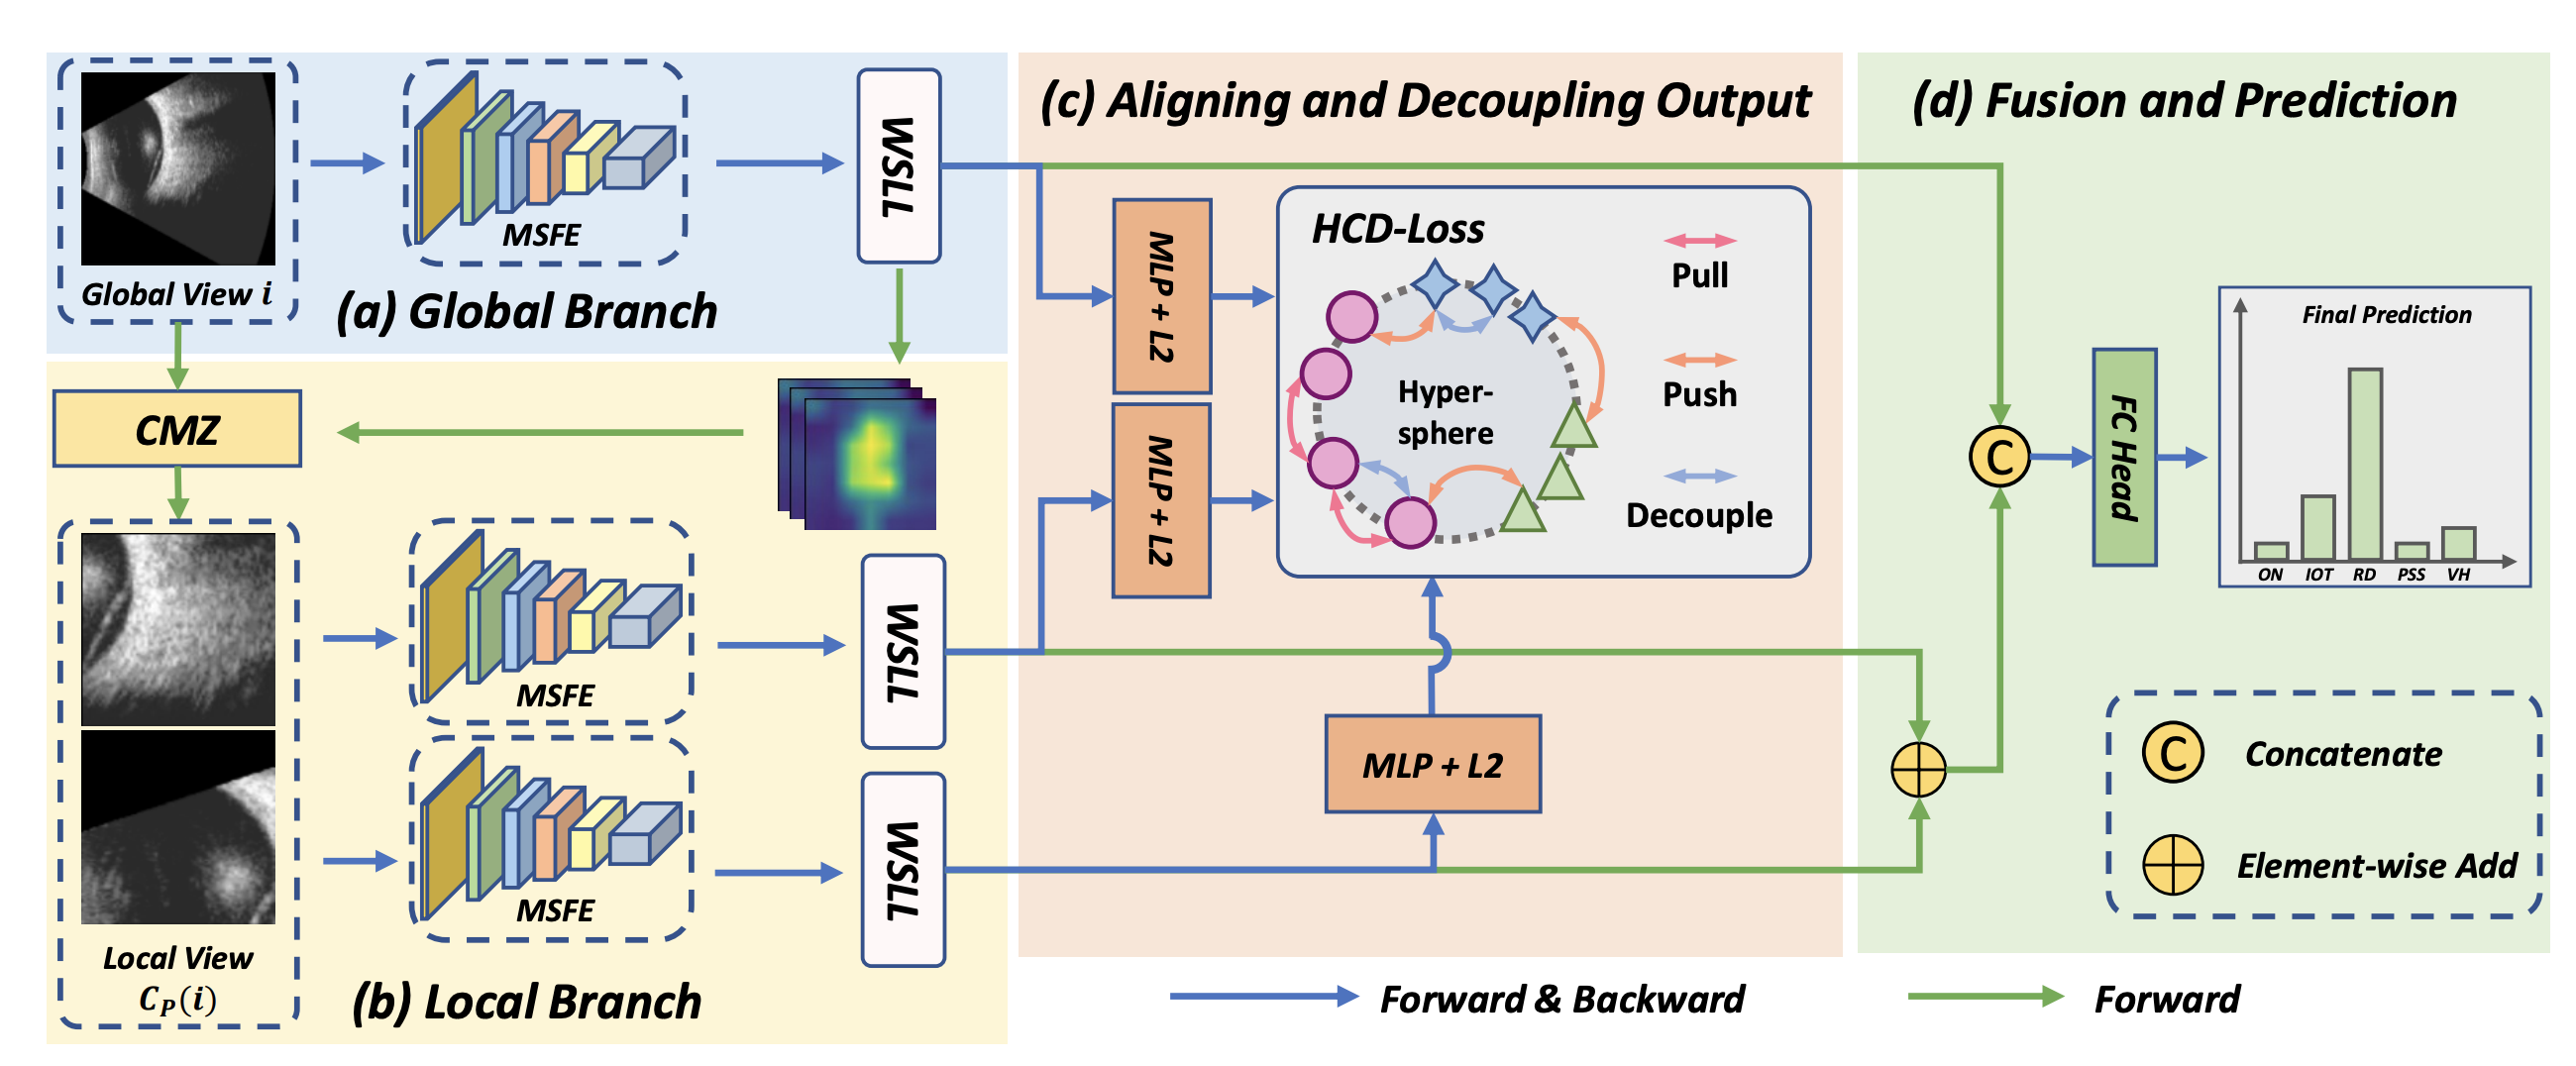 Global View i
MSFE
(a) Global Branch
WSLL
CMZ
MSFE
WSLL
MSFE
WSLL
Local View
C_P(i)
(b) Local Branch
(c) Aligning and Decoupling Output
MLP + L2
MLP + L2
HCD-Loss
Pull
Push
Decouple
Hyper-
sphere
MLP + L2
(d) Fusion and Prediction
C
FC Head
Final Prediction
ON IOT RD PSS VH
C Concatenate
Element-wise Add
Forward & Backward
Forward